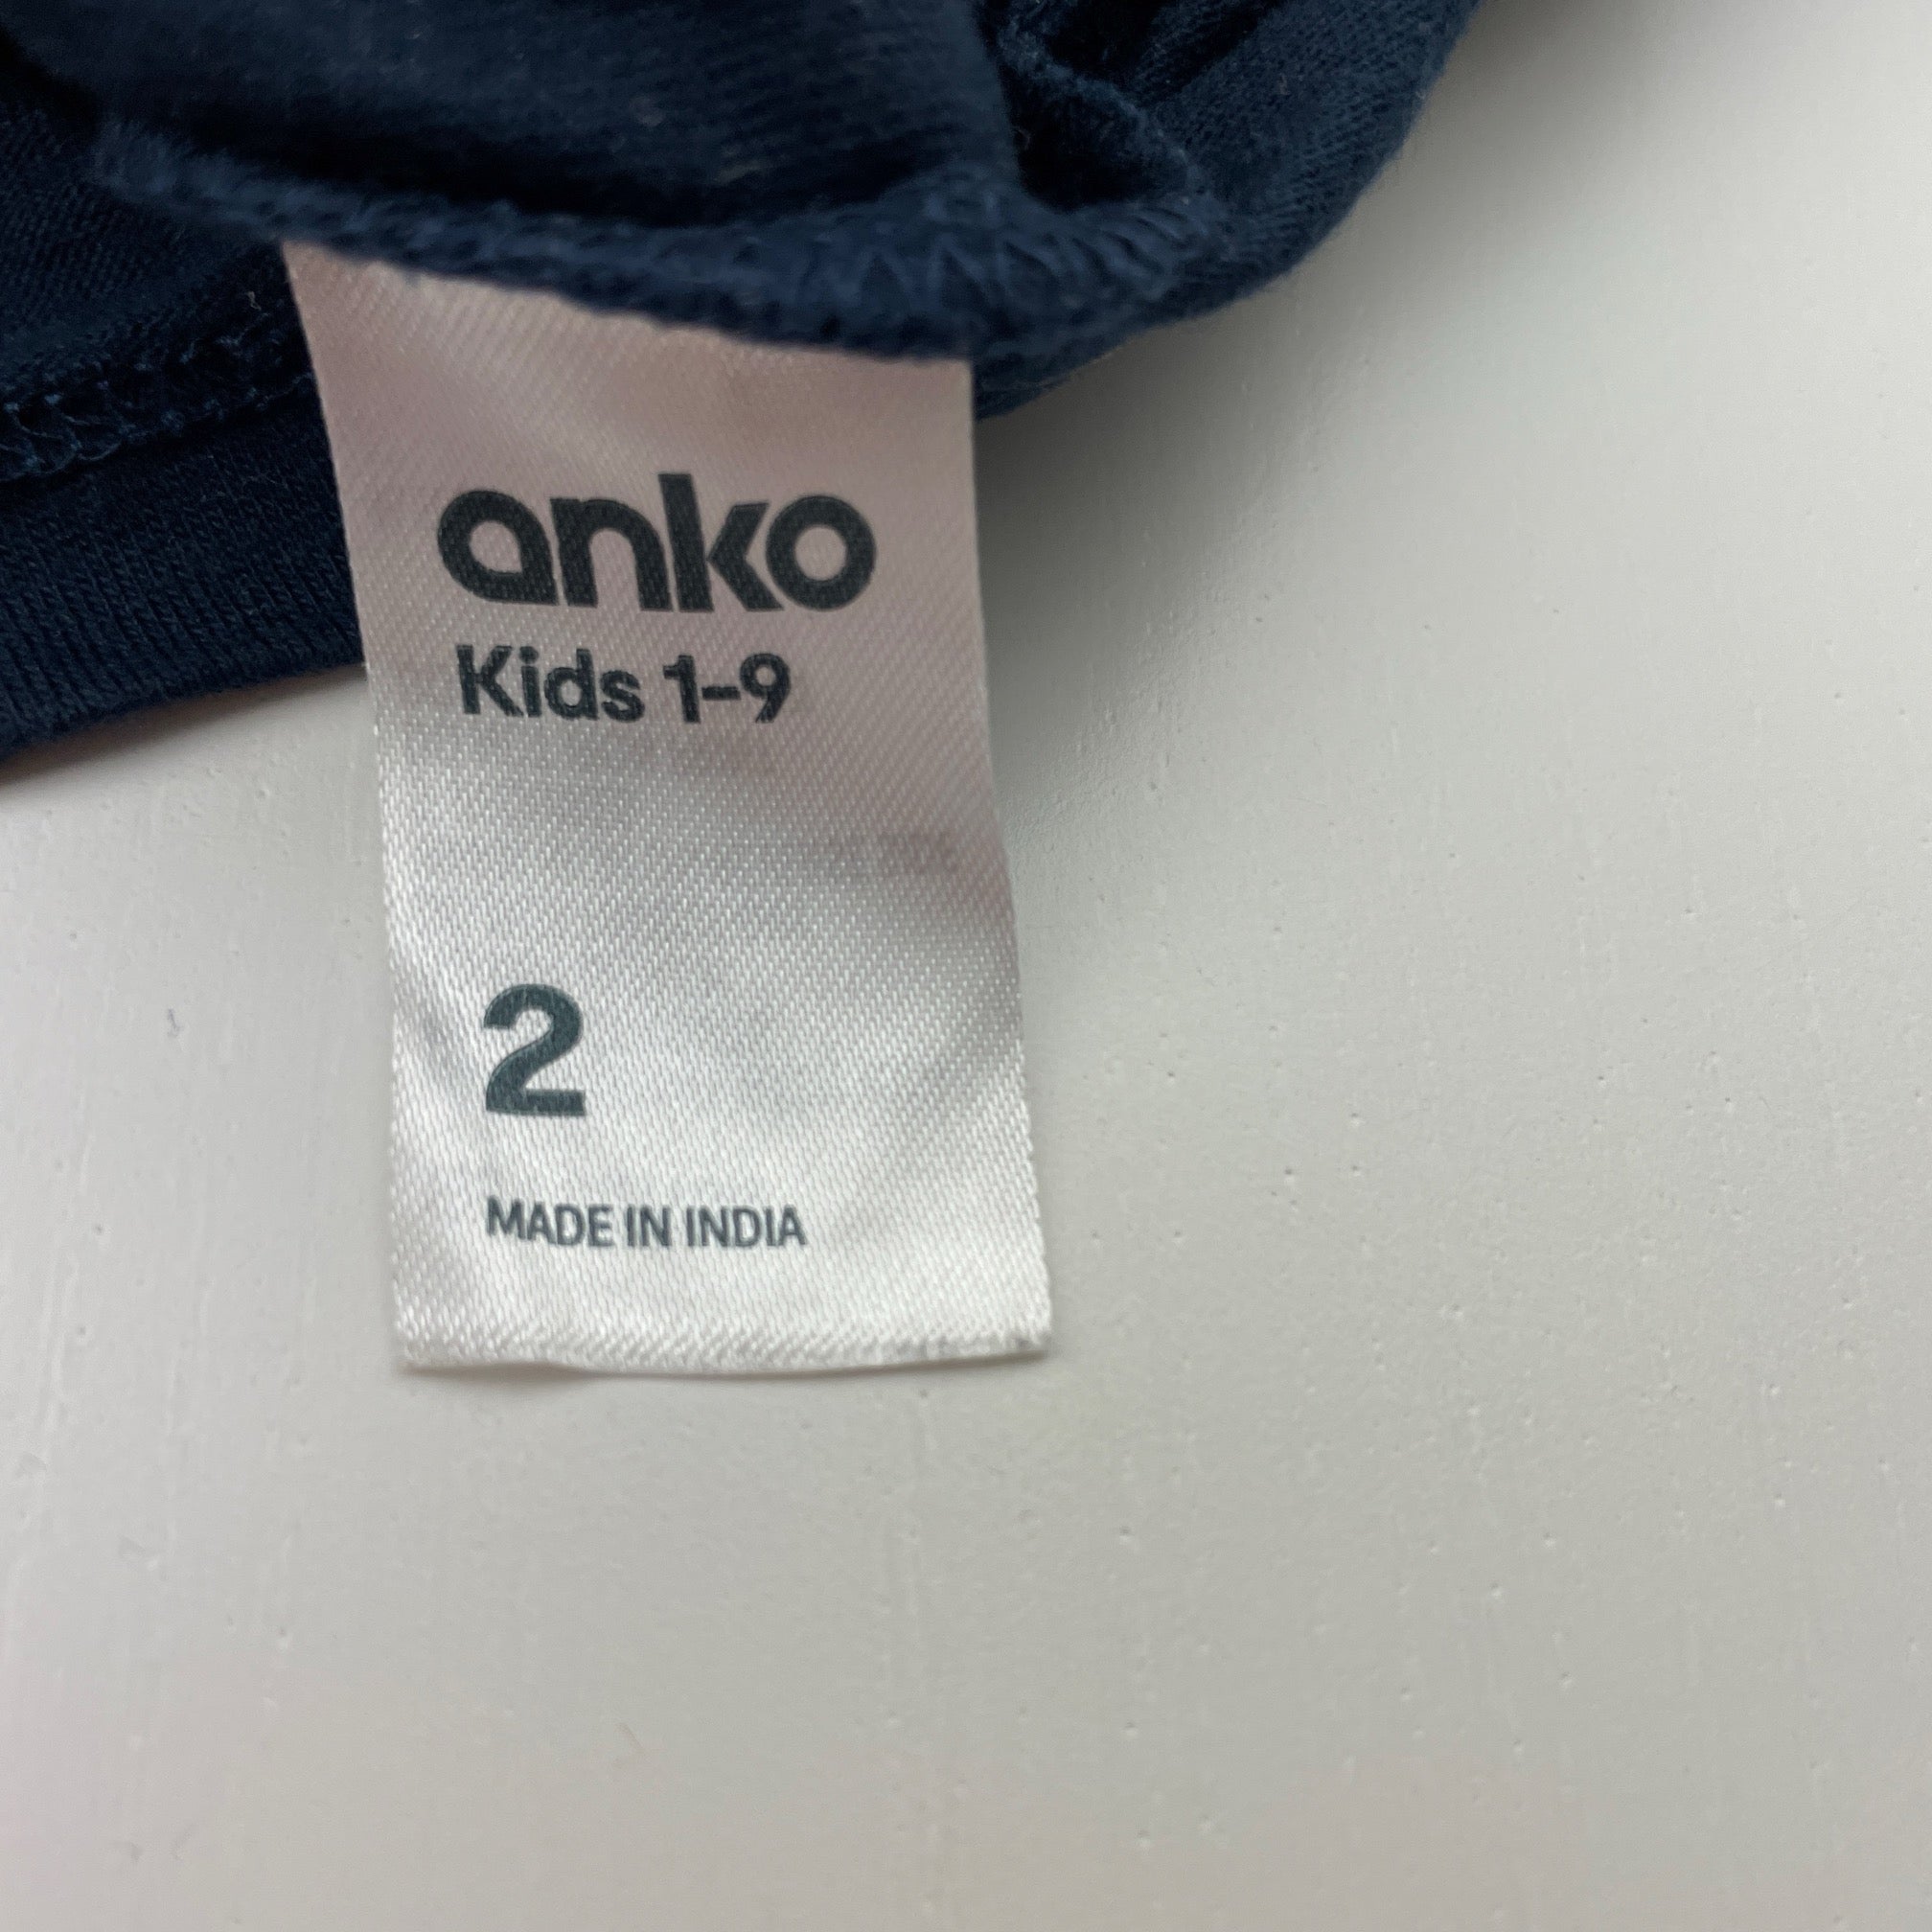 anko
Kids 1-9
2
MADE IN INDIA